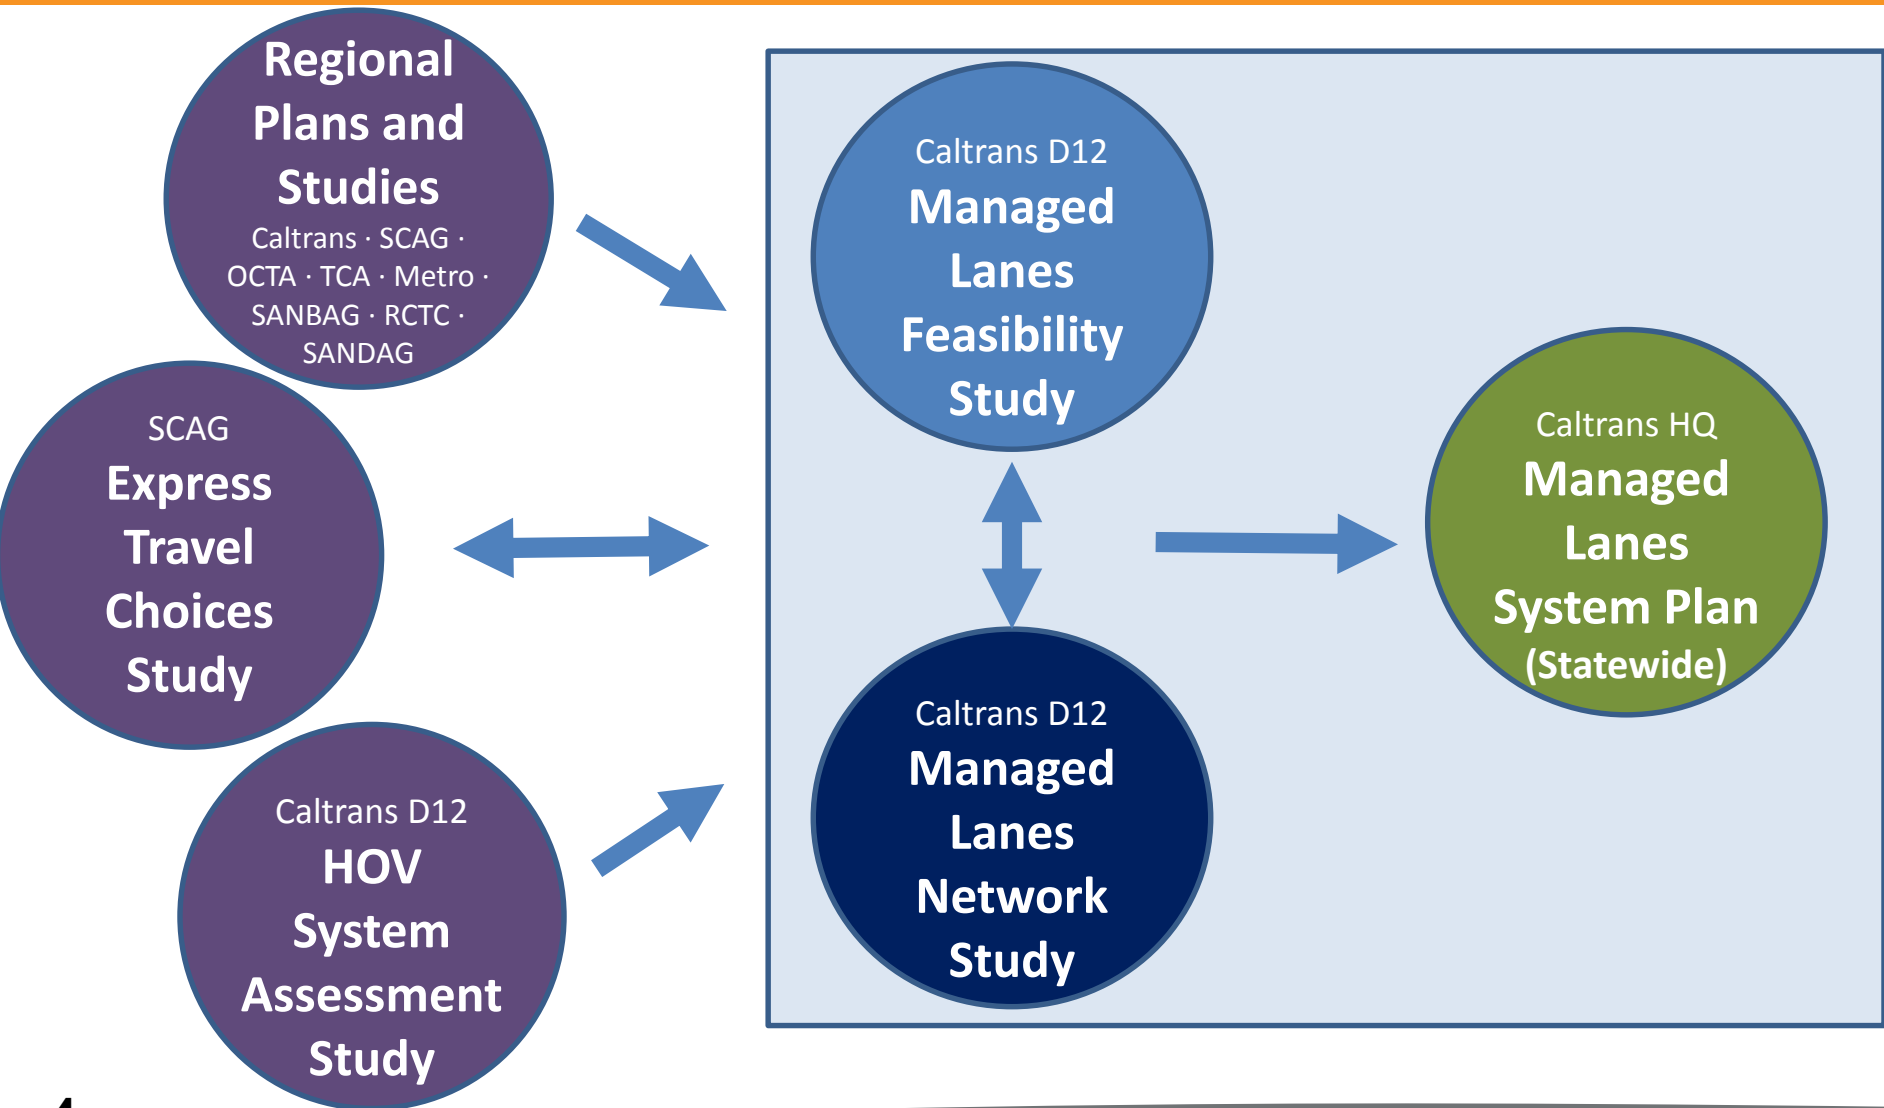 Regional
Plans and
Studies
Caltrans · SCAG ·
OCTA · TCA · Metro ·
SANBAG · RCTC ·
SANDAG
SCAG
Express
Travel
Choices
Study
Caltrans D12
HOV
System
Assessment
Study
Caltrans D12
Managed
Lanes
Feasibility
Study
Caltrans D12
Managed
Lanes
Network
Study
Caltrans HQ
Managed
Lanes
System Plan
(Statewide)